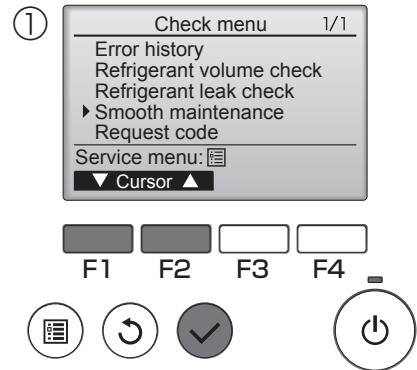 ①
Check menu 1/1
Error history
Refrigerant volume check
Refrigerant leak check
Smooth maintenance
Request code
Service menu:
▼ Cursor ▲
F1 F2 F3 F4